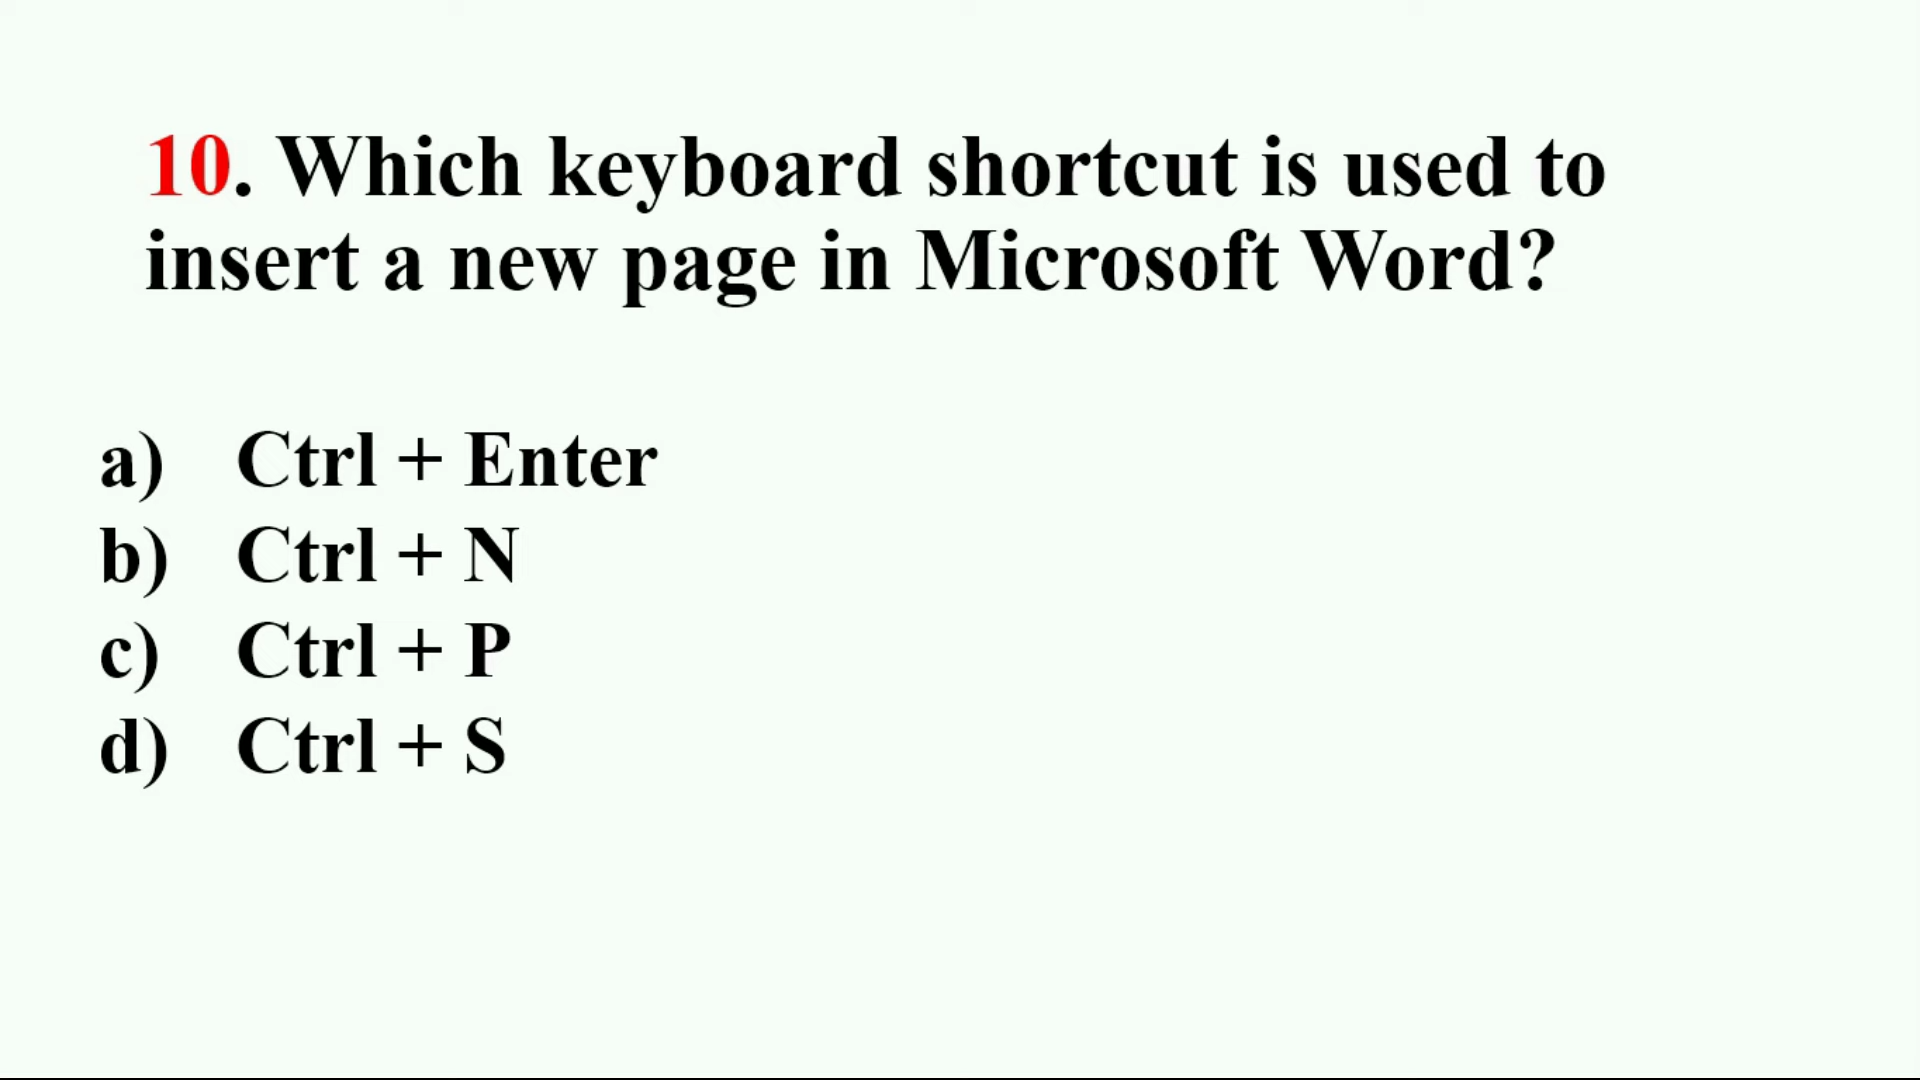 10. Which keyboard shortcut is used to
insert a new page in Microsoft Word?
a) Ctrl + Enter
b) Ctrl + N
c) Ctrl + P
d) Ctrl + S